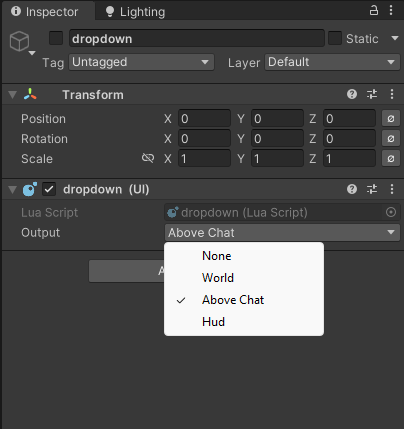 Inspector Lighting
dropdown Static
Tag Untagged Layer Default
Transform
Position X 0 Y 0 Z 0
Rotation X 0 Y 0 Z 0
Scale X 1 Y 1 Z 1
dropdown (UI)
Lua Script dropdown (Lua Script)
Output Above Chat
None
World
Above Chat
Hud